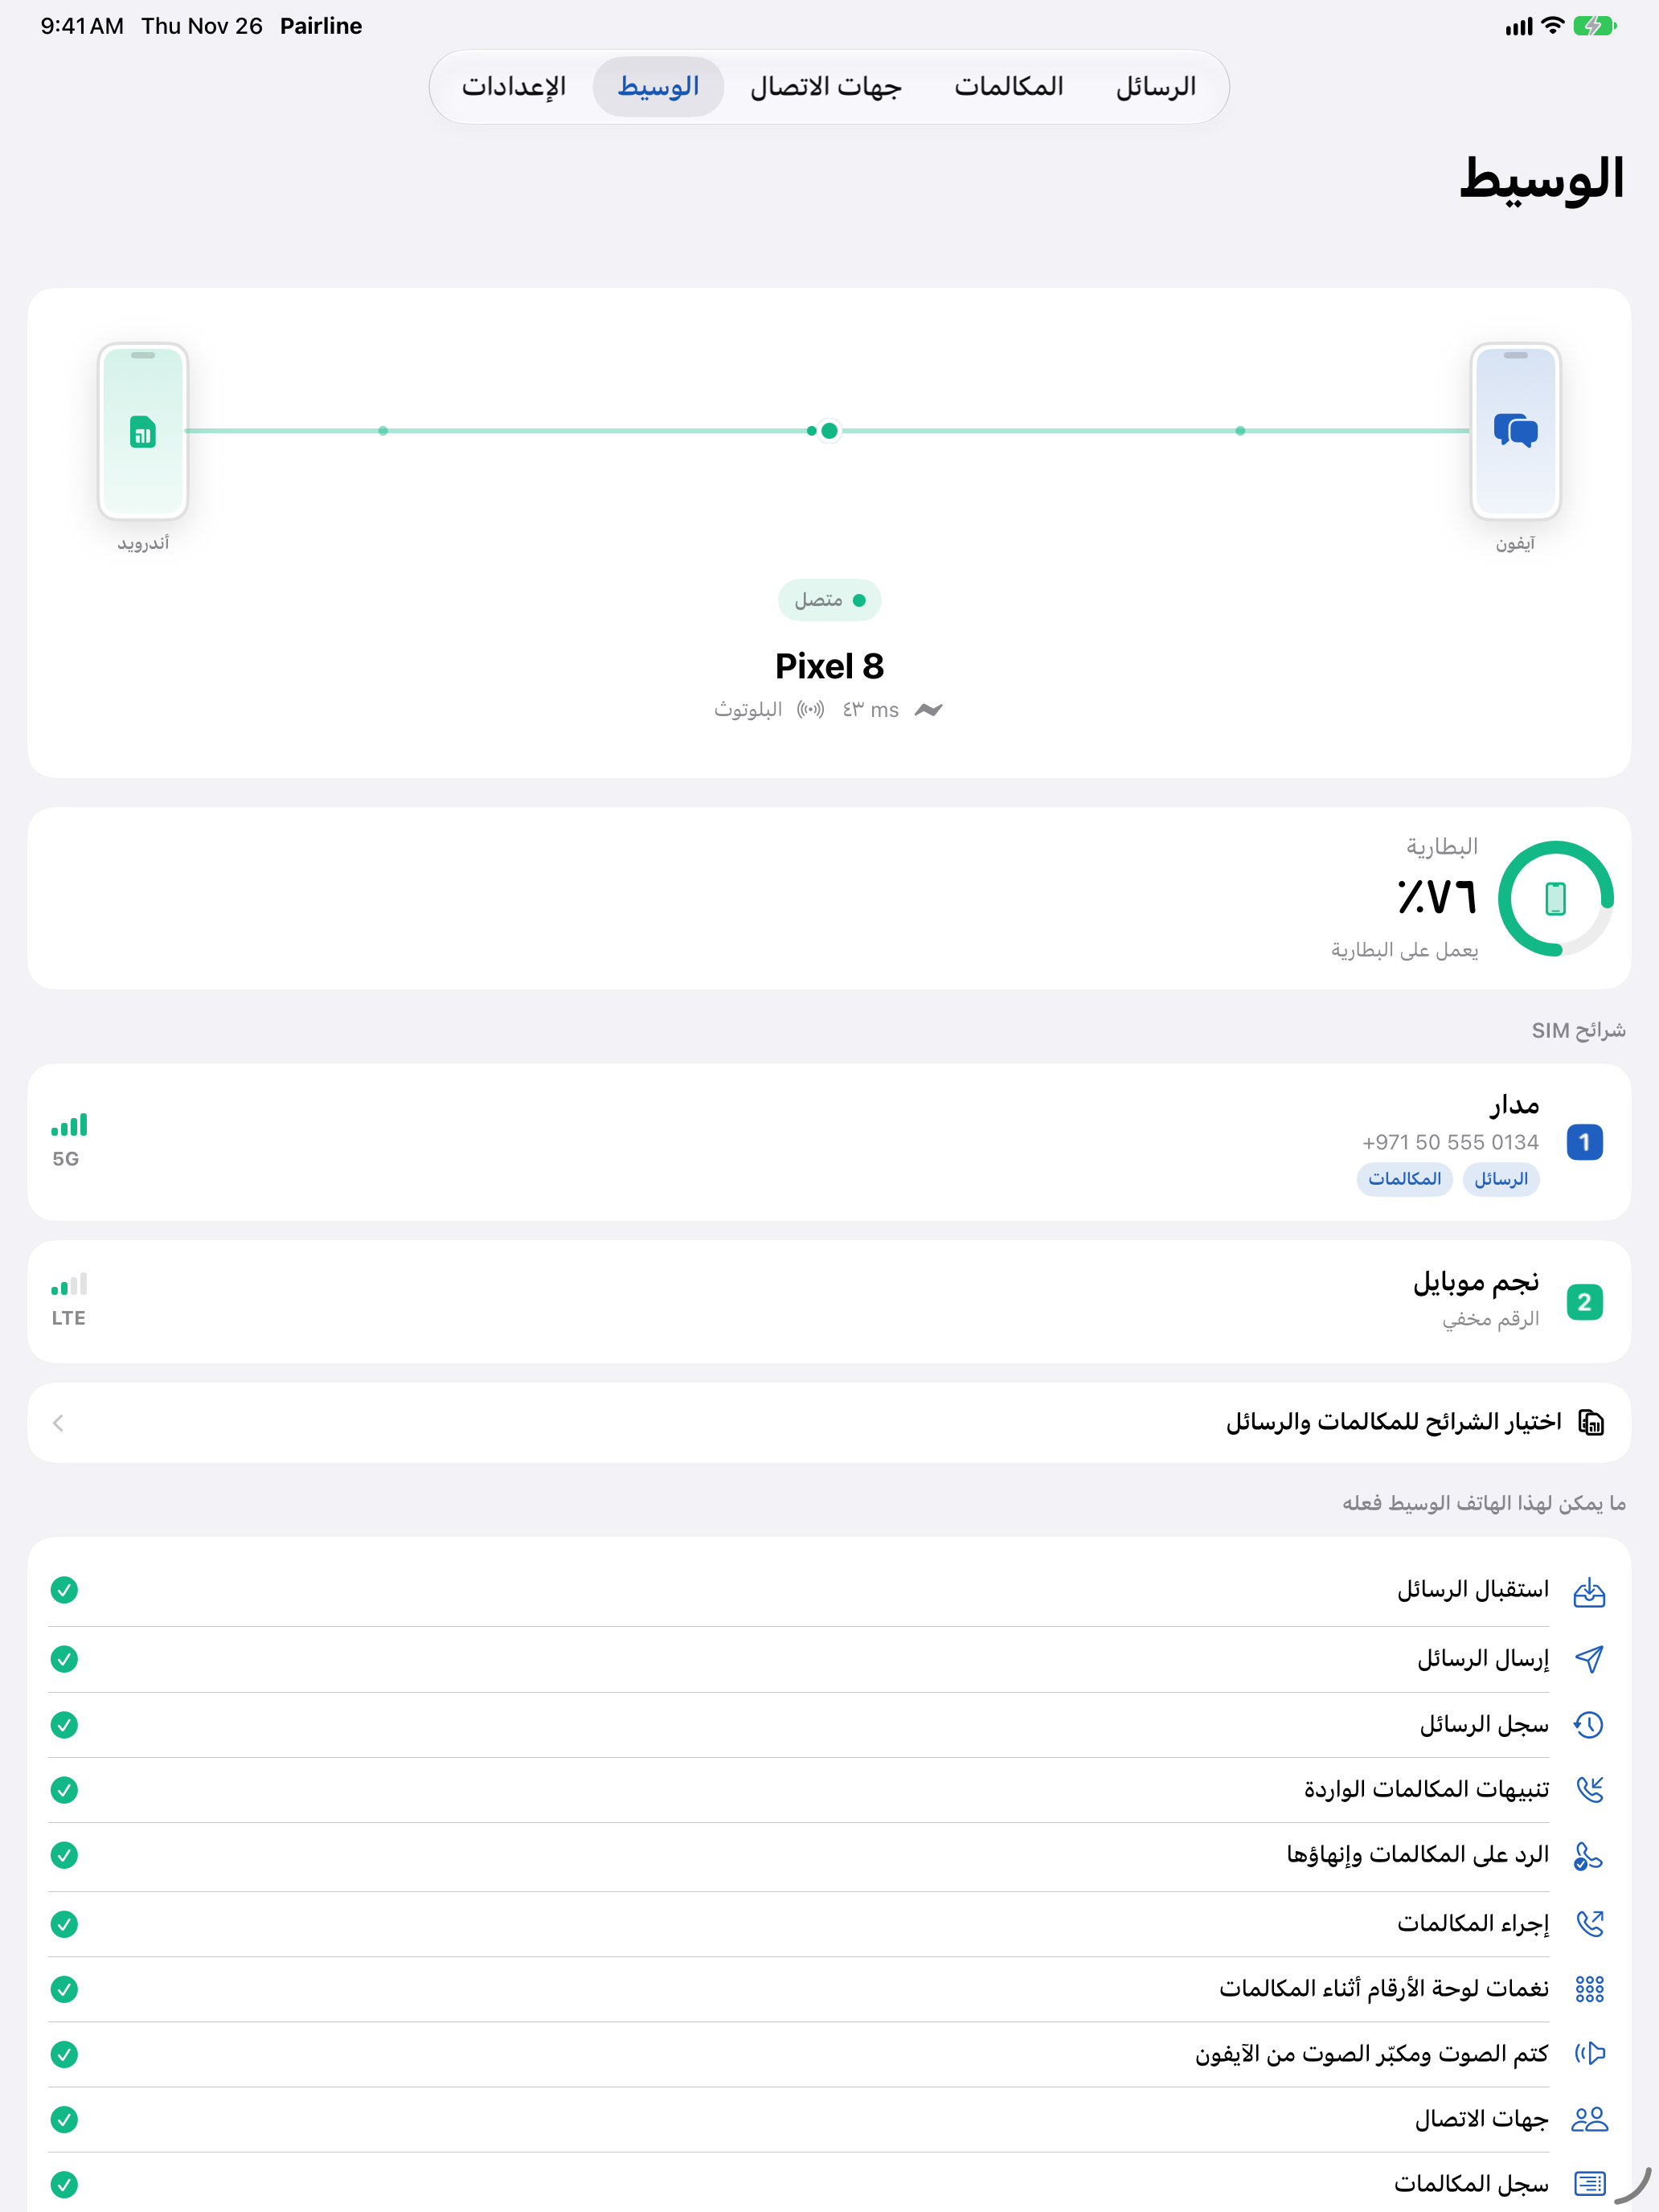 9:41 AM Thu Nov 26 Pairline
الرسائل المكالمات جهات الاتصال الوسيط الإعدادات
الوسيط
آيفون أندرويد
متصل
Pixel 8
٤٣ ms البلوتوث
البطارية
٧٦٪
يعمل على البطارية
شرائح SIM
1
مدار
+971 50 555 0134
الرسائل المكالمات
5G
2
نجم موبايل
الرقم مخفي
LTE
اختيار الشرائح للمكالمات والرسائل
ما يمكن لهذا الهاتف الوسيط فعله
استقبال الرسائل
إرسال الرسائل
سجل الرسائل
تنبيهات المكالمات الواردة
الرد على المكالمات وإنهاؤها
إجراء المكالمات
نغمات لوحة الأرقام أثناء المكالمات
كتم الصوت ومكبّر الصوت من الآيفون
جهات الاتصال
سجل المكالمات